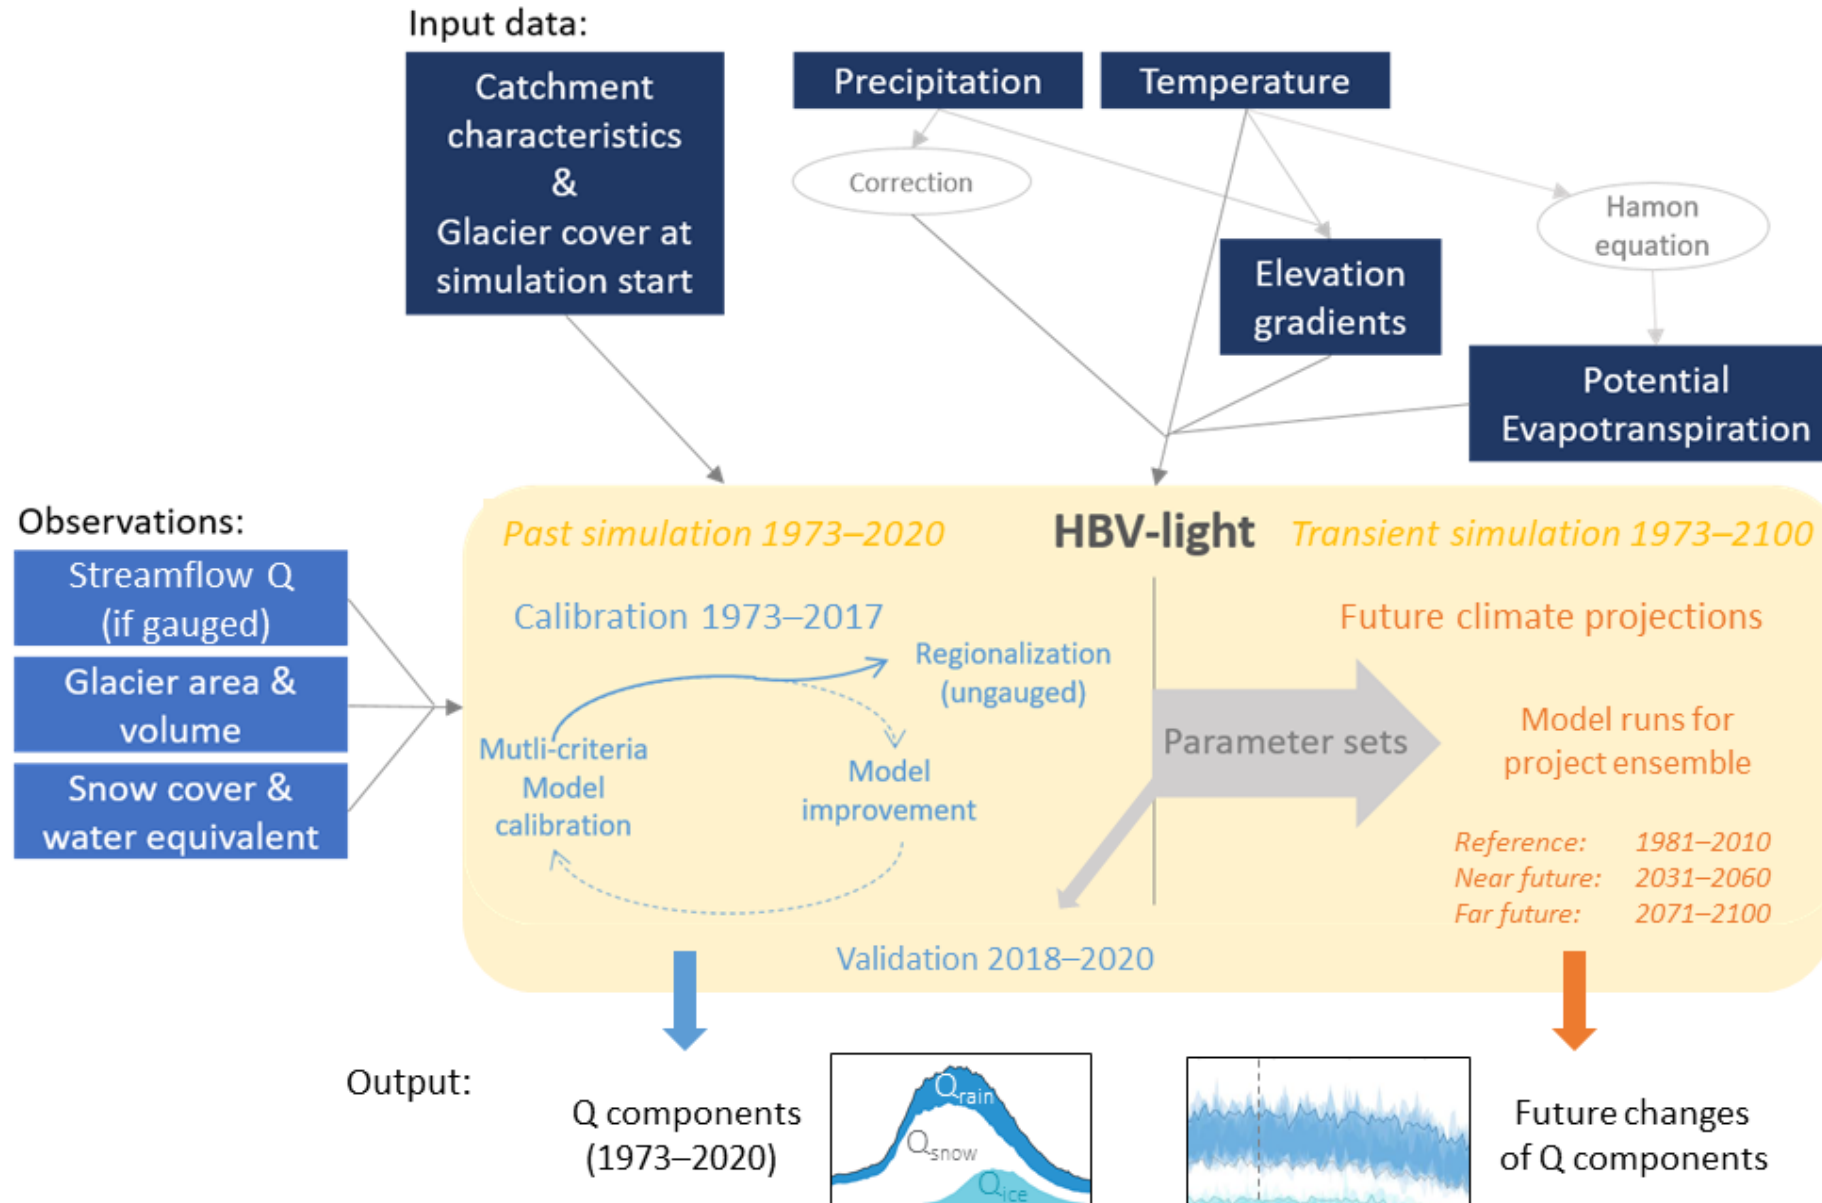 Input data:
Catchment
characteristics
&
Glacier cover at
simulation start
Precipitation
Temperature
Correction
Hamon
equation
Elevation
gradients
Potential
Evapotranspiration
Observations:
Streamflow Q
(if gauged)
Glacier area &
volume
Snow cover &
water equivalent
Past simulation 1973–2020
HBV-light
Transient simulation 1973–2100
Calibration 1973–2017
Regionalization
(ungauged)
Mutli-criteria
Model
calibration
Model
improvement
Validation 2018–2020
Parameter sets
Future climate projections
Model runs for
project ensemble
Reference: 1981–2010
Near future: 2031–2060
Far future: 2071–2100
Output:
Q components
(1973–2020)
Qrain
Qsnow
Qice
Future changes
of Q components